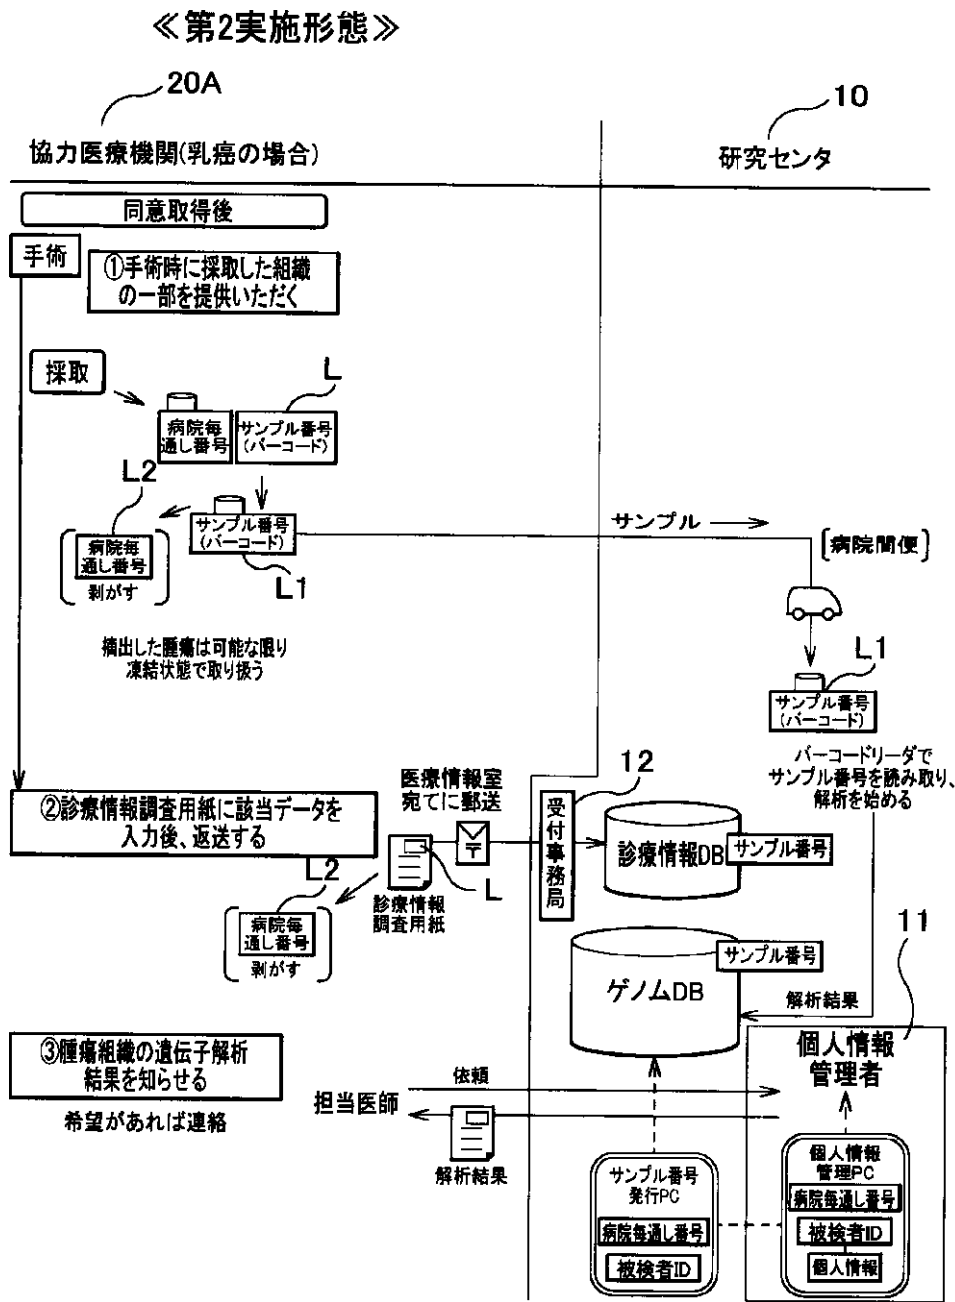 ≪第2実施形態≫
20A
10
協力医療機関(乳癌の場合)
研究センタ
同意取得後
手術
①手術時に採取した組織
の一部を提供いただく
採取
L
病院毎
通し番号
サンプル番号
(バーコード)
L2
サンプル番号
(バーコード)
サンプル
病院間便
病院毎
通し番号
剥がす
L1
摘出した腫瘍は可能な限り
凍結状態で取り扱う
L1
サンプル番号
(バーコード)
バーコードリーダで
サンプル番号を読み取り、
解析を始める
医療情報室
宛てに郵送
12
②診療情報調査用紙に該当データを
入力後、返送する
〒
受付事務局
診療情報DB
サンプル番号
L2
L
診療情報
調査用紙
病院毎
通し番号
剥がす
11
サンプル番号
ゲノムDB
解析結果
③腫瘍組織の遺伝子解析
結果を知らせる
希望があれば連絡
担当医師
依頼
解析結果
個人情報
管理者
サンプル番号
発行PC
病院毎通し番号
被検者ID
個人情報
管理PC
病院毎通し番号
被検者ID
個人情報